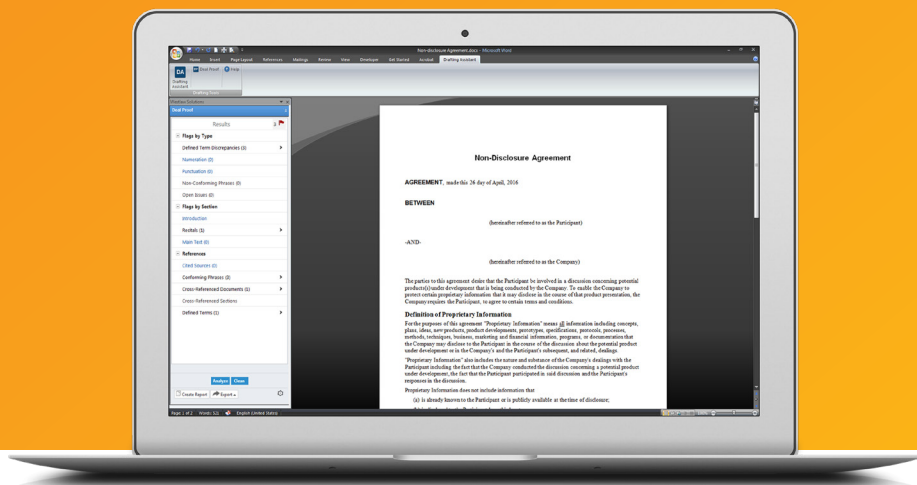 Non-disclosure Agreement.docx - Microsoft Word
Home Insert Page Layout References Mailings Review View Developer Get Started Acrobat Drafting Assistant
DA Deal Proof Help
Drafting
Assistant
Drafting Proof
Westlaw Solutions
Deal Proof
Results
Flags by Type
Defined Term Discrepancies (1)
Numeration (0)
Punctuation (0)
Non-Conforming Phrases (0)
Open Issues (0)
Flags by Section
Introduction
Recitals (1)
Main Text (0)
References
Cited Sources (0)
Conforming Phrases (3)
Cross-Referenced Documents (1)
Cross-Referenced Sections
Defined Terms (1)
Analyze Clear
Create Report Export
Page: 1 of 2 Words: 521 English (United States)
100%
Non-Disclosure Agreement
AGREEMENT, made this 26 day of April, 2016
BETWEEN
(hereinafter referred to as the Participant)
-AND-
(hereinafter referred to as the Company)
The parties to this agreement desire that the Participant be involved in a discussion concerning potential
products(s) under development that is being conducted by the Company. To enable the Company to
protect certain proprietary information that it may disclose in the course of that product presentation, the
Company requires the Participant, to agree to certain terms and conditions.
Definition of Proprietary Information
For the purposes of this agreement "Proprietary Information" means all information including concepts,
plans, ideas, new products, product developments, prototypes, specifications, protocols, processes,
methods, techniques, business, marketing and financial information, programs, or documentation that
the Company may disclose to the Participant in the course of the discussion about the potential product
under development or in the Company's and the Participant's subsequent, and related, dealings.
"Proprietary Information" also includes the nature and substance of the Company's dealings with the
Participant including the fact that the Company conducted the discussion concerning a potential product
under development, the fact that the Participant participated in said discussion and the Participant's
responses in the discussion.
Proprietary Information does not include information that
(a) is already known to the Participant or is publicly available at the time of disclosure;